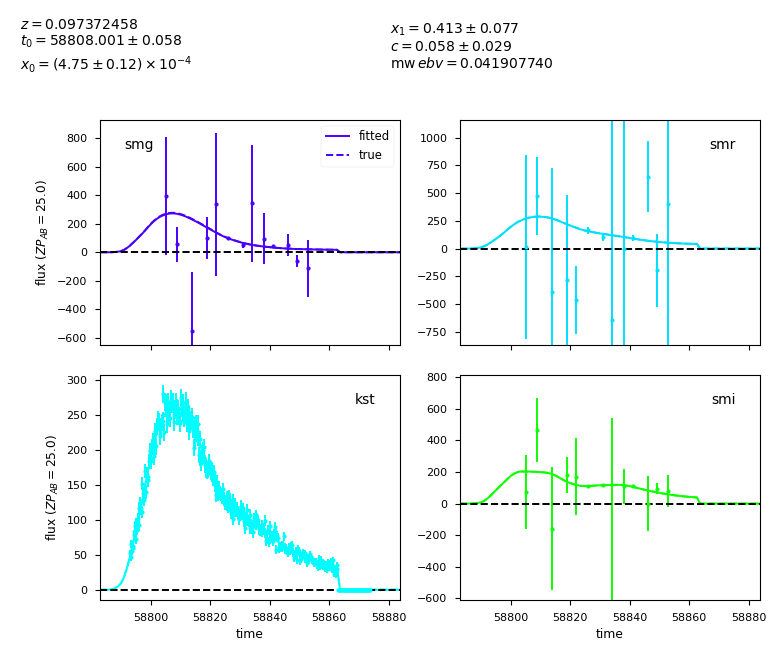 z = 0.097372458
t₀ = 58808.001 ± 0.058
x₀ = (4.75 ± 0.12) × 10⁻⁴
x₁ = 0.413 ± 0.077
c = 0.058 ± 0.029
mw ebv = 0.041907740
smg
fitted
true
800
600
400
200
0
−200
−400
−600
flux (ZP_AB = 25.0)
smr
1000
750
500
250
0
−250
−500
−750
kst
300
250
200
150
100
50
0
flux (ZP_AB = 25.0)
58800 58820 58840 58860 58880
time
smi
800
600
400
200
0
−200
−400
−600
58800 58820 58840 58860 58880
time